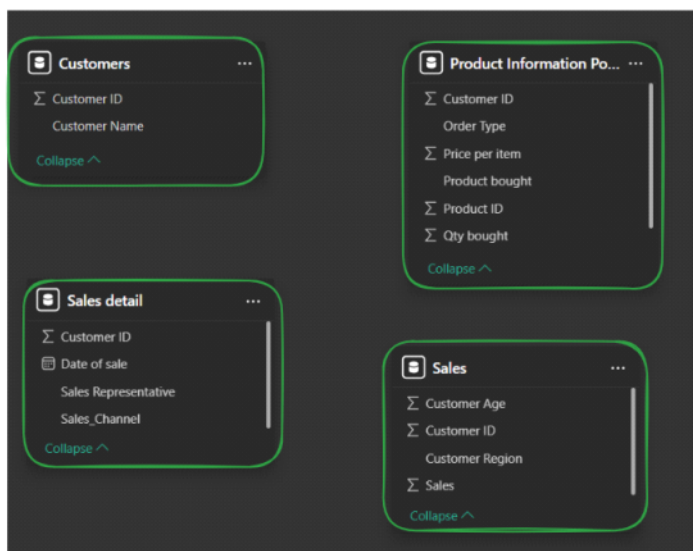 Customers ...
Customer ID
Customer Name
Collapse
Product Information Po... ...
Customer ID
Order Type
Price per item
Product bought
Product ID
Qty bought
Collapse
Sales detail ...
Customer ID
Date of sale
Sales Representative
Sales_Channel
Collapse
Sales ...
Customer Age
Customer ID
Customer Region
Sales
Collapse